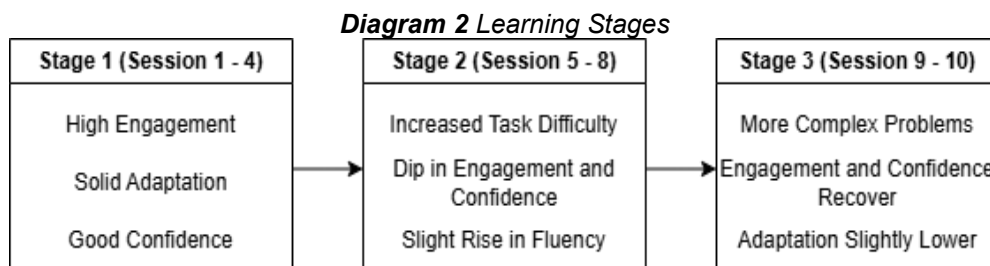 Diagram 2 Learning Stages
Stage 1 (Session 1 - 4)
High Engagement
Solid Adaptation
Good Confidence
Stage 2 (Session 5 - 8)
Increased Task Difficulty
Dip in Engagement and
Confidence
Slight Rise in Fluency
Stage 3 (Session 9 - 10)
More Complex Problems
Engagement and Confidence
Recover
Adaptation Slightly Lower